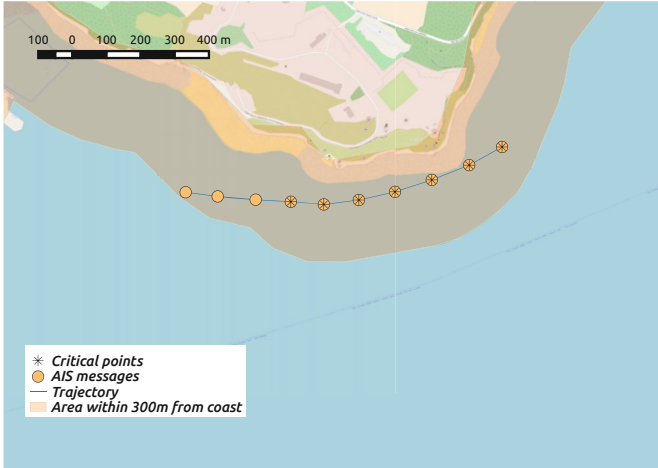 100 0 100 200 300 400 m
Critical points
AIS messages
Trajectory
Area within 300m from coast